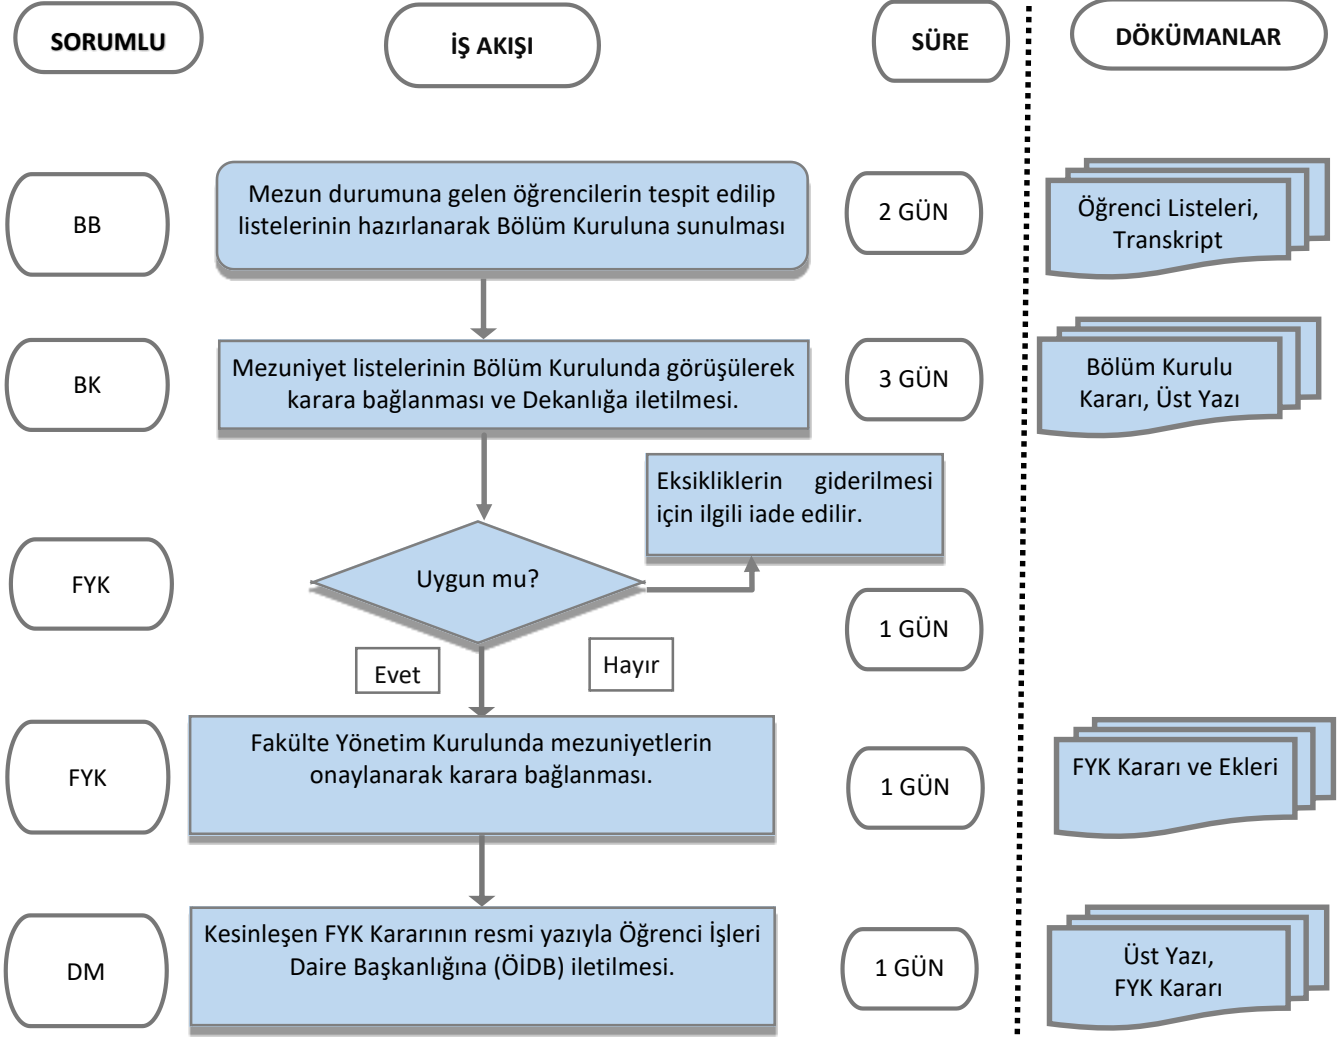 SORUMLU
İŞ AKIŞI
SÜRE
DÖKÜMANLAR
BB
Mezun durumuna gelen öğrencilerin tespit edilip
listelerinin hazırlanarak Bölüm Kuruluna sunulması
2 GÜN
Öğrenci Listeleri,
Transkript
BK
Mezuniyet listelerinin Bölüm Kurulunda görüşülerek
karara bağlanması ve Dekanlığa iletilmesi.
3 GÜN
Bölüm Kurulu
Kararı, Üst Yazı
Eksikliklerin giderilmesi
için ilgili iade edilir.
FYK
Uygun mu?
1 GÜN
Evet
Hayır
FYK
Fakülte Yönetim Kurulunda mezuniyetlerin
onaylanarak karara bağlanması.
1 GÜN
FYK Kararı ve Ekleri
DM
Kesinleşen FYK Kararının resmi yazıyla Öğrenci İşleri
Daire Başkanlığına (ÖİDB) iletilmesi.
1 GÜN
Üst Yazı,
FYK Kararı